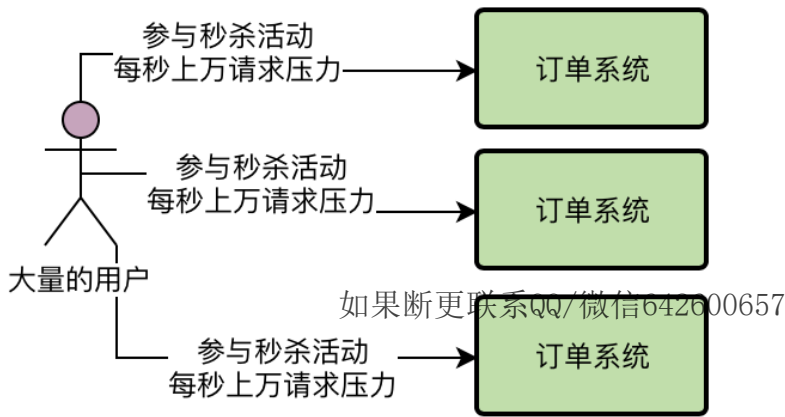 参与秒杀活动
每秒上万请求压力
订单系统
参与秒杀活动
每秒上万请求压力
订单系统
大量的用户
如果断更联系QQ/微信642600657
参与秒杀活动
每秒上万请求压力
订单系统